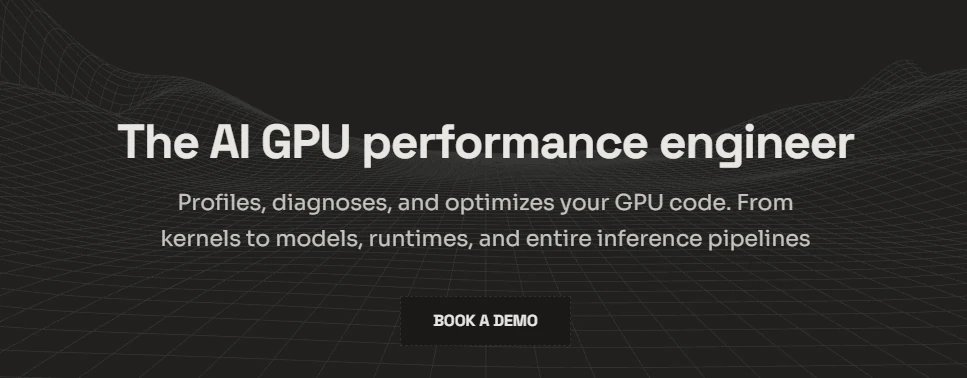 The AI GPU performance engineer
Profiles, diagnoses, and optimizes your GPU code. From
kernels to models, runtimes, and entire inference pipelines
BOOK A DEMO